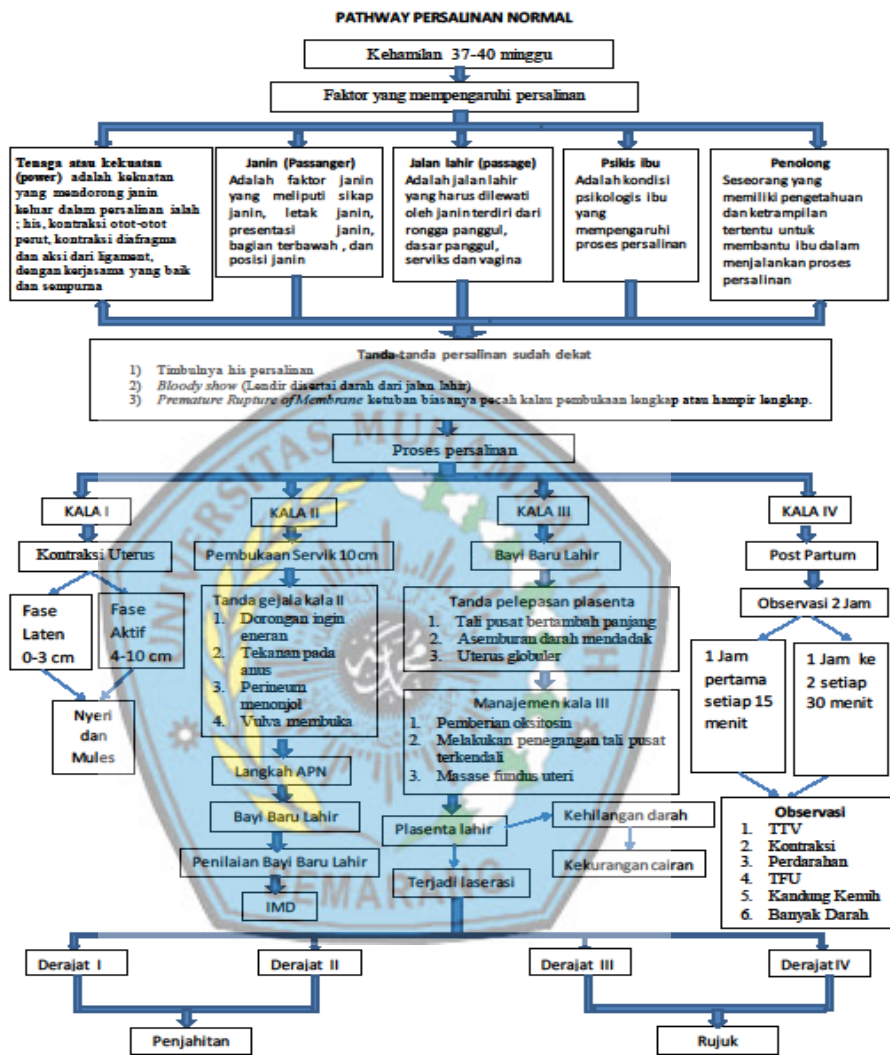 PATHWAY PERSALINAN NORMAL
Kehamilan 37-40 minggu
Faktor yang mempengaruhi persalinan
Tenaga atau kekuatan
(power) adalah kekuatan
yang mendorong janin
keluar dalam persalinan ialah
; his, kontraksi otot-otot
perut, kontraksi diafragma
dan aksi dari ligament,
dengan kerjasama yang baik
dan sempurna
Janin (Passanger)
Adalah faktor janin
yang meliputi sikap
janin, letak janin,
presentasi janin,
bagian terbawah , dan
posisi janin
Jalan lahir (passage)
Adalah jalan lahir
yang harus dilewati
oleh janin terdiri dari
rongga panggul,
dasar panggul,
serviks dan vagina
Psikis ibu
Adalah kondisi
psikologis ibu
yang
mempengaruhi
proses persalinan
Penolong
Seseorang yang
memiliki pengetahuan
dan ketrampilan
tertentu untuk
membantu ibu dalam
menjalankan proses
persalinan
Tanda-tanda persalinan sudah dekat
1) Timbulnya his persalinan
2) Bloody show (Lendir disertai darah dari jalan lahir)
3) Premature Rupture of Membrane ketuban biasanya pecah kalau pembukaan lengkap atau hampir lengkap.
Proses persalinan
KALA I
Kontraksi Uterus
Fase
Laten
0-3 cm
Fase
Aktif
4-10 cm
Nyeri
dan
Mules
KALA II
Pembukaan Servik 10 cm
Tanda gejala kala II
1. Dorongan ingin
eneran
2. Tekanan pada
anus
3. Perineum
menonjol
4. Vulva membuka
Langkah APN
Bayi Baru Lahir
Penilaian Bayi Baru Lahir
IMD
KALA III
Bayi Baru Lahir
Tanda pelepasan plasenta
1. Tali pusat bertambah panjang
2. Asemburan darah mendadak
3. Uterus globuler
Manajemen kala III
1. Pemberian oksitosin
2. Melakukan penegangan tali pusat
terkendali
3. Masase fundus uteri
Plasenta lahir
Kehilangan darah
Kekurangan cairan
Terjadi laserasi
KALA IV
Post Partum
Observasi 2 Jam
1 Jam
pertama
setiap 15
menit
1 Jam ke
2 setiap
30 menit
Observasi
1. TTV
2. Kontraksi
3. Perdarahan
4. TFU
5. Kandung Kemih
6. Banyak Darah
Derajat I
Derajat II
Derajat III
Derajat IV
Penjahitan
Rujuk
UNIVERSITAS MUHAMMADIYAH
SEMARANG